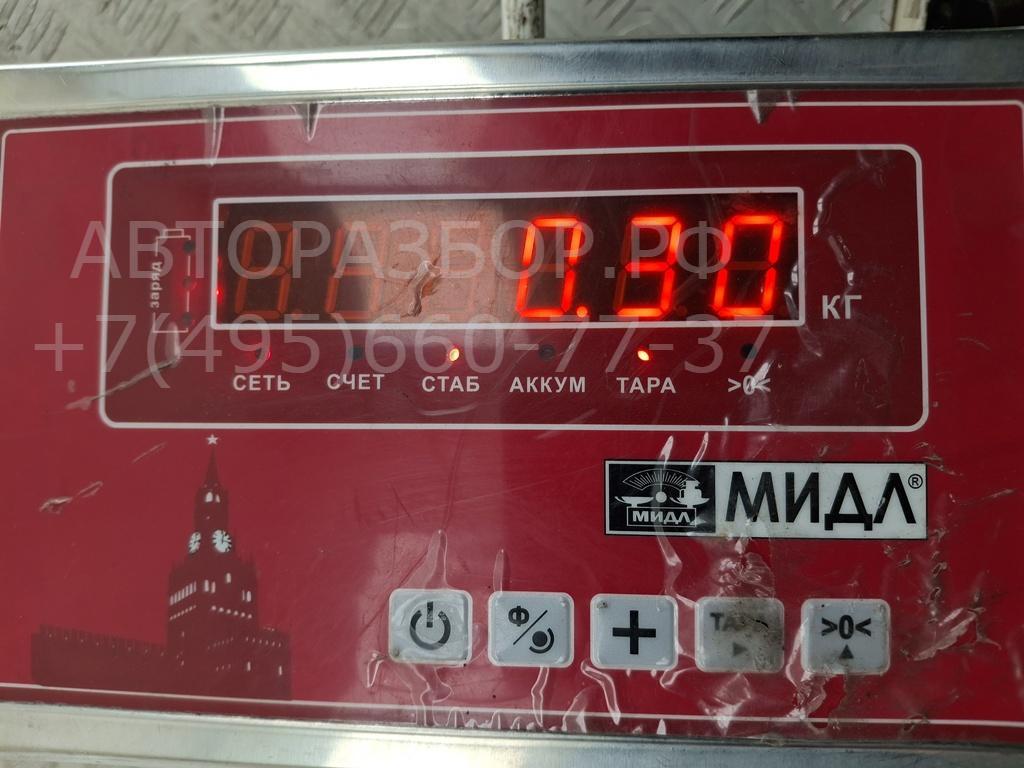 0.30
КГ
заряд
СЕТЬ СЧЕТ СТАБ АККУМ ТАРА >0<
АВТОРАЗБОР.РФ
+7(495)660-77-37
МИДЛ МИДЛ®
Ф
>0<